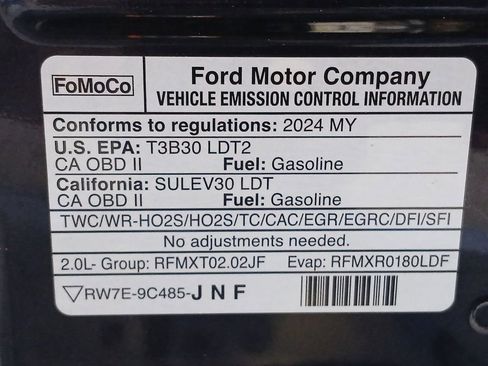 FoMoCo
Ford Motor Company
VEHICLE EMISSION CONTROL INFORMATION
Conforms to regulations: 2024 MY
U.S. EPA: T3B30 LDT2
CA OBD II Fuel: Gasoline
California: SULEV30 LDT
CA OBD II Fuel: Gasoline
TWC/WR-HO2S/HO2S/TC/CAC/EGR/EGRC/DFI/SFI
No adjustments needed.
2.0L- Group: RFMXT02.02JF Evap: RFMXR0180LDF
RW7E-9C485-J N F